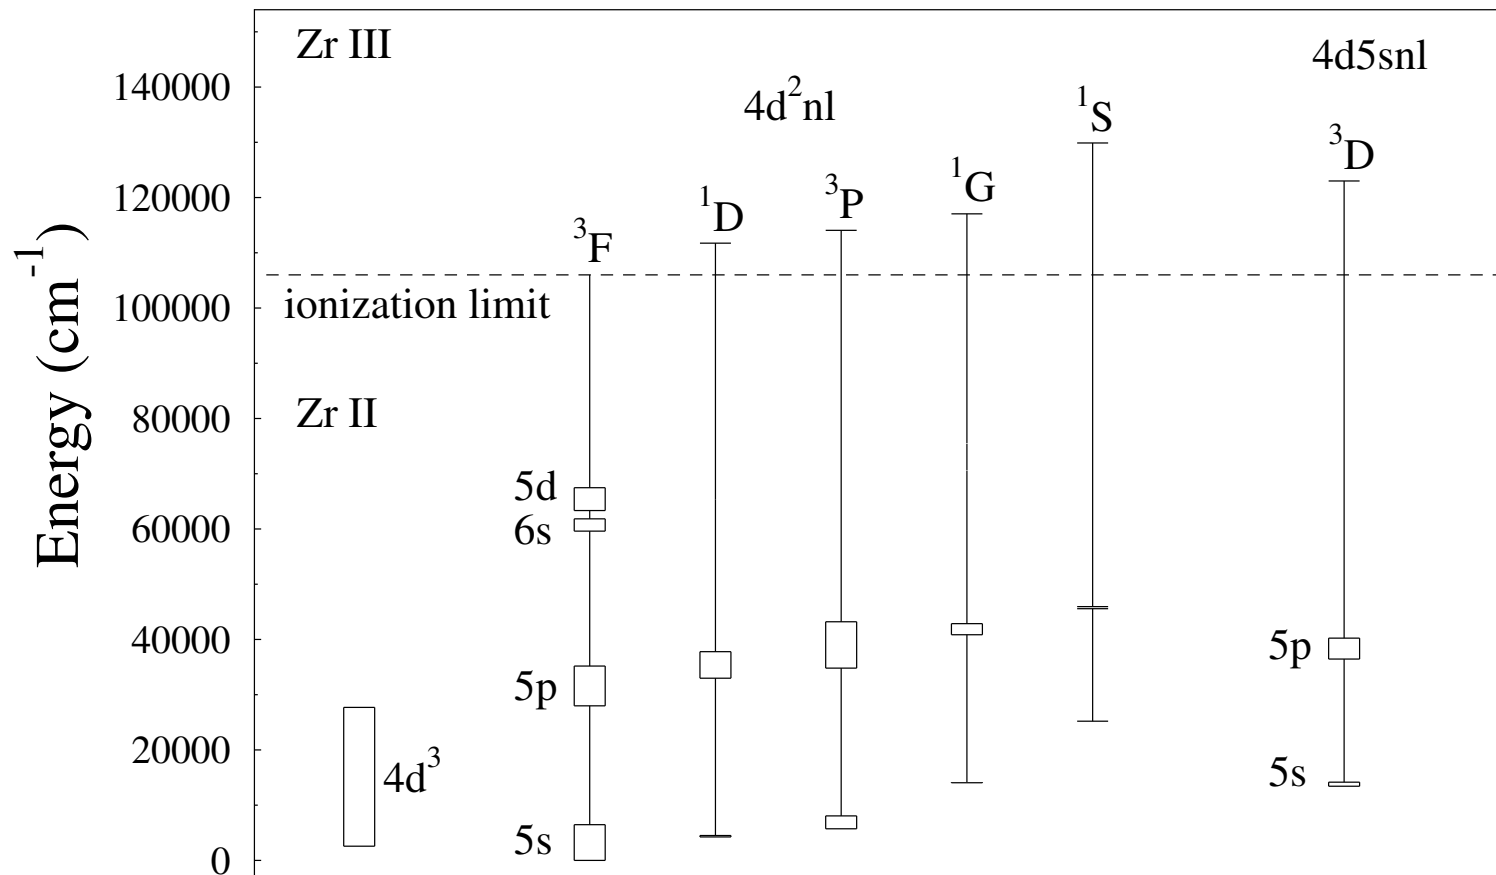 Zr III
4d5snl
140000
4d²nl
¹S
³D
120000
¹D
³P
¹G
³F
Energy (cm⁻¹)
100000
ionization limit
80000
Zr II
5d
60000
6s
40000
5p
5p
20000
4d³
5s
5s
0